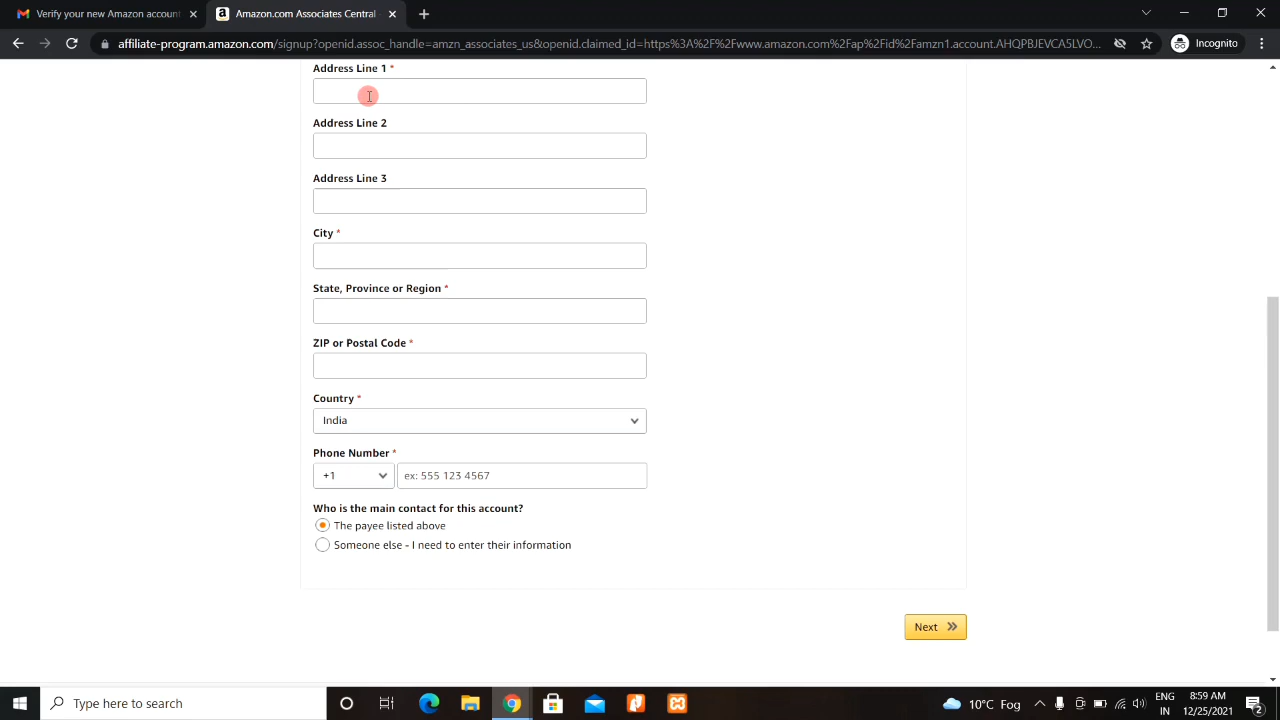 Verify your new Amazon account
Amazon.com Associates Central
affiliate-program.amazon.com/signup?openid.assoc_handle=amzn_associates_us&openid.claimed_id=https%3A%2F%2Fwww.amazon.com%2Fap%2Fid%2Famzn1.account.AHQPBJEVCA5LVO...
Incognito
Address Line 1 *
Address Line 2
Address Line 3
City *
State, Province or Region *
ZIP or Postal Code *
Country *
India
Phone Number *
+1 ex: 555 123 4567
Who is the main contact for this account?
The payee listed above
Someone else - I need to enter their information
Next
Type here to search
10°C Fog
ENG
IN
8:59 AM
12/25/2021
2